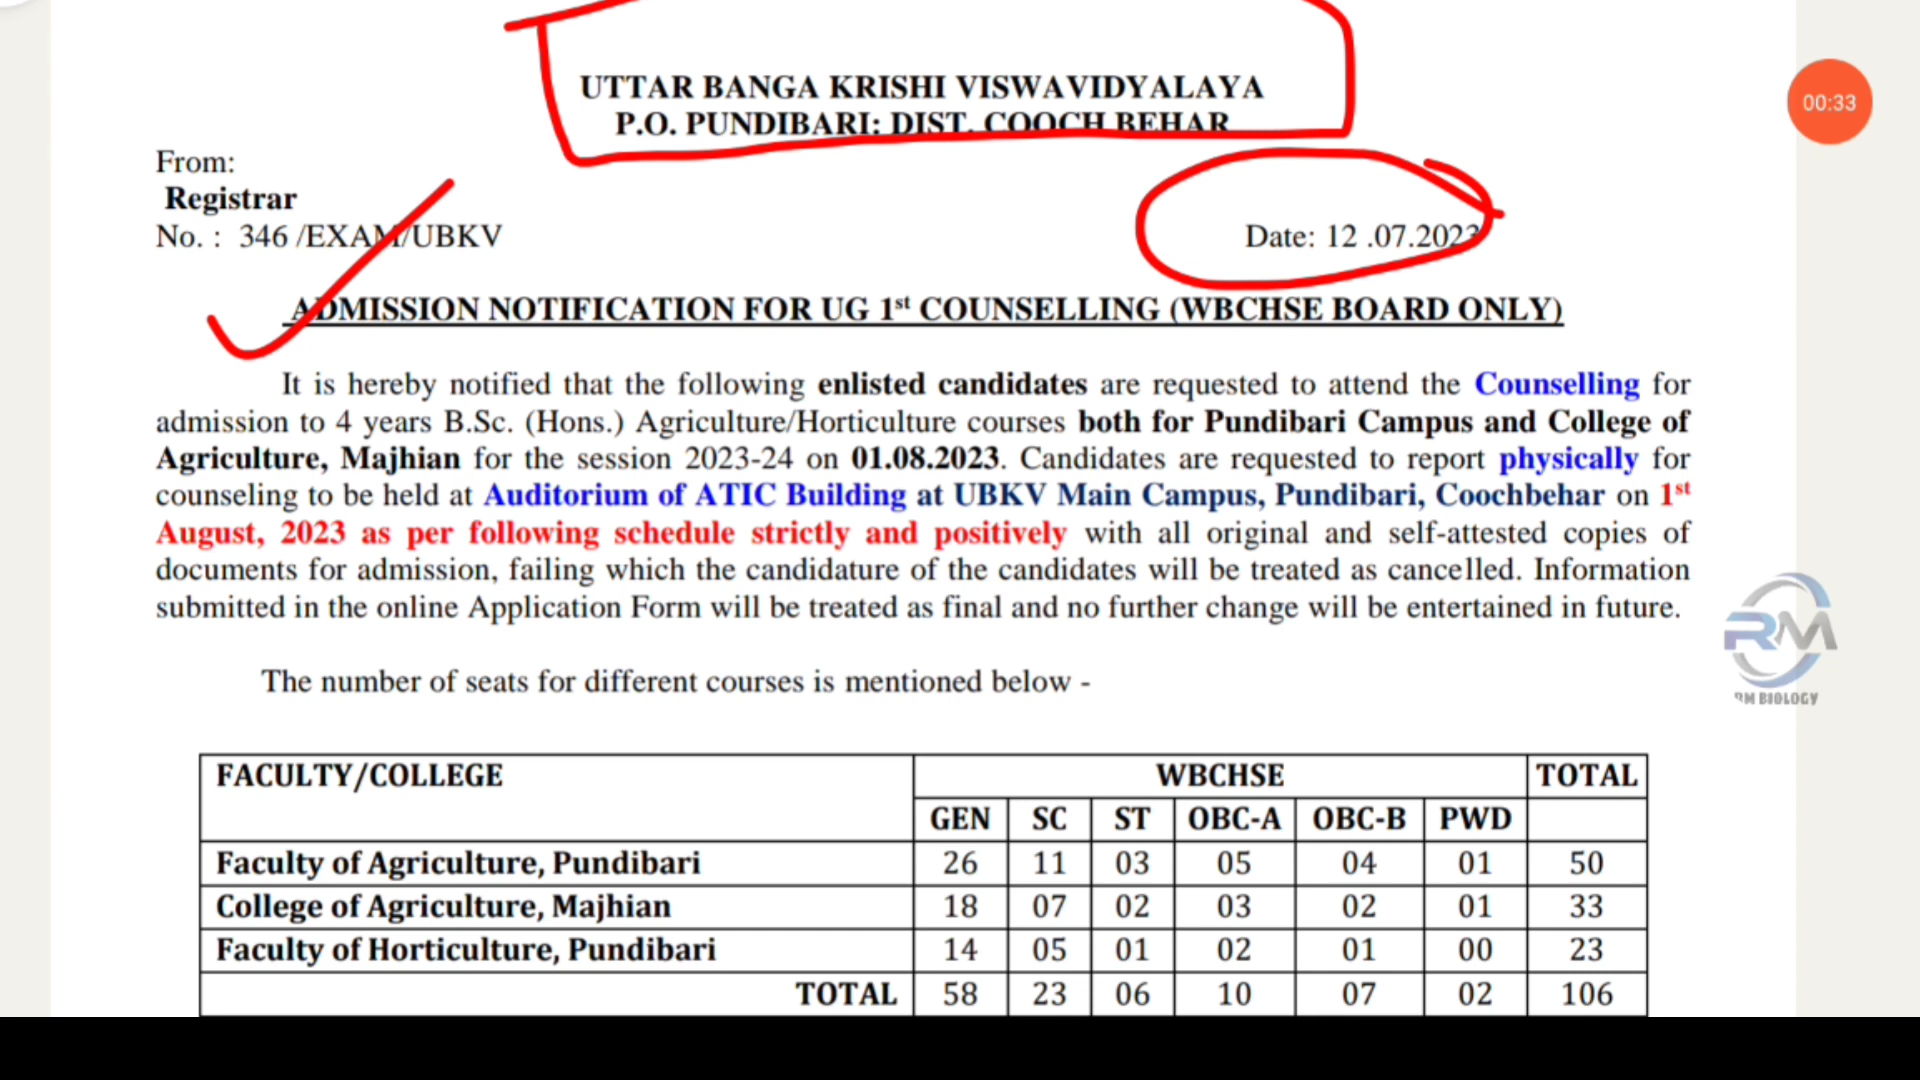 UTTAR BANGA KRISHI VISWAVIDYALAYA
P.O. PUNDIBARI: DIST. COOCH BEHAR
00:33
From:
Registrar
No. : 346 /EXAM/UBKV
Date: 12 .07.2023
ADMISSION NOTIFICATION FOR UG 1st COUNSELLING (WBCHSE BOARD ONLY)
It is hereby notified that the following enlisted candidates are requested to attend the Counselling for
admission to 4 years B.Sc. (Hons.) Agriculture/Horticulture courses both for Pundibari Campus and College of
Agriculture, Majhian for the session 2023-24 on 01.08.2023. Candidates are requested to report physically for
counseling to be held at Auditorium of ATIC Building at UBKV Main Campus, Pundibari, Coochbehar on 1st
August, 2023 as per following schedule strictly and positively with all original and self-attested copies of
documents for admission, failing which the candidature of the candidates will be treated as cancelled. Information
submitted in the online Application Form will be treated as final and no further change will be entertained in future.
RM
RM BIOLOGY
The number of seats for different courses is mentioned below -
FACULTY/COLLEGE WBCHSE TOTAL
GEN SC ST OBC-A OBC-B PWD
Faculty of Agriculture, Pundibari 26 11 03 05 04 01 50
College of Agriculture, Majhian 18 07 02 03 02 01 33
Faculty of Horticulture, Pundibari 14 05 01 02 01 00 23
TOTAL 58 23 06 10 07 02 106